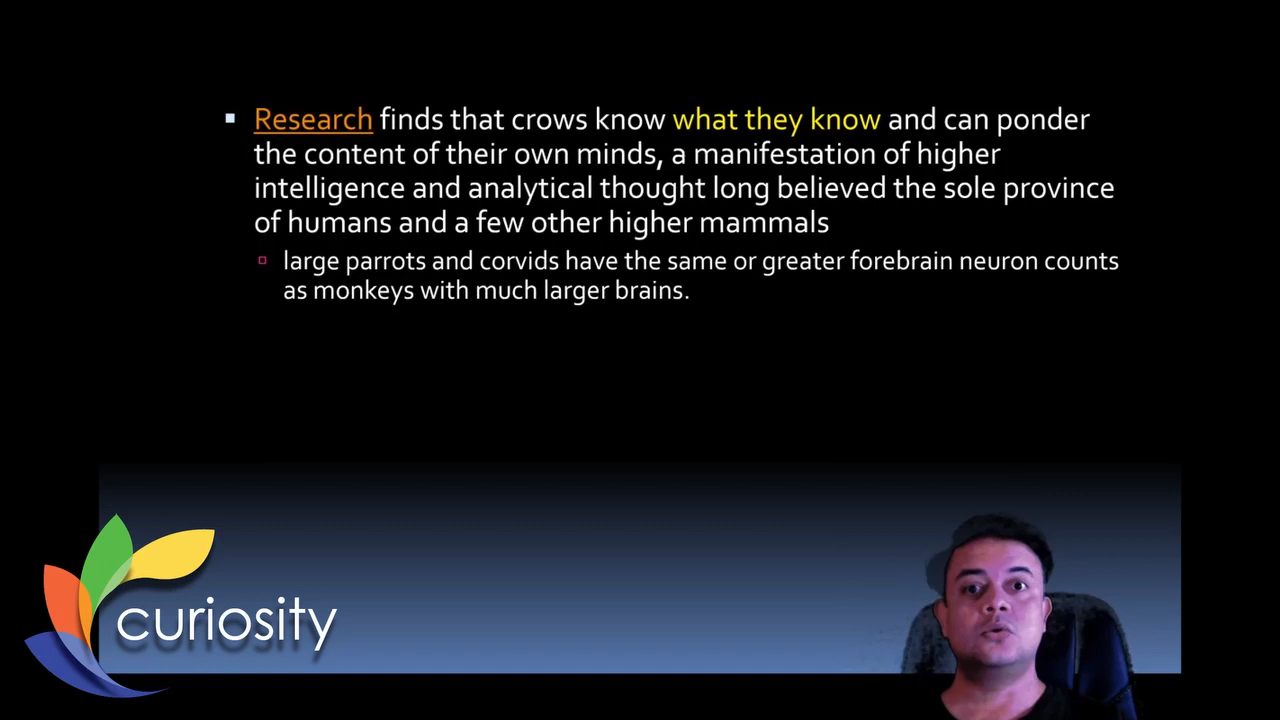 Research finds that crows know what they know and can ponder
the content of their own minds, a manifestation of higher
intelligence and analytical thought long believed the sole province
of humans and a few other higher mammals
large parrots and corvids have the same or greater forebrain neuron counts
as monkeys with much larger brains.
curiosity